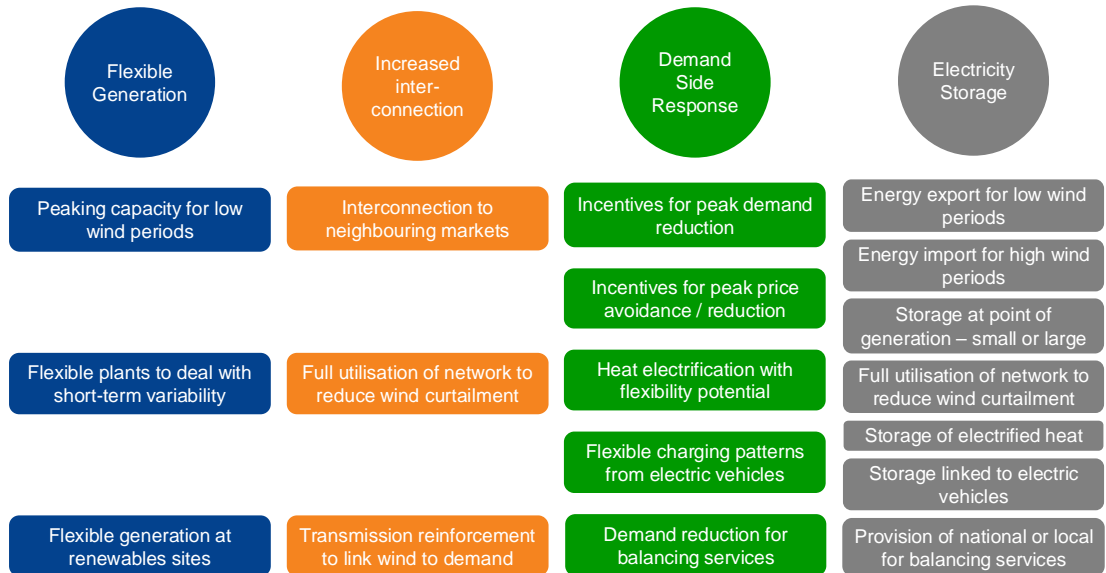 Flexible
Generation
Increased
inter-
connection
Demand
Side
Response
Electricity
Storage
Peaking capacity for low
wind periods
Flexible plants to deal with
short-term variability
Flexible generation at
renewables sites
Interconnection to
neighbouring markets
Full utilisation of network to
reduce wind curtailment
Transmission reinforcement
to link wind to demand
Incentives for peak demand
reduction
Incentives for peak price
avoidance / reduction
Heat electrification with
flexibility potential
Flexible charging patterns
from electric vehicles
Demand reduction for
balancing services
Energy export for low wind
periods
Energy import for high wind
periods
Storage at point of
generation – small or large
Full utilisation of network to
reduce wind curtailment
Storage of electrified heat
Storage linked to electric
vehicles
Provision of national or local
for balancing services